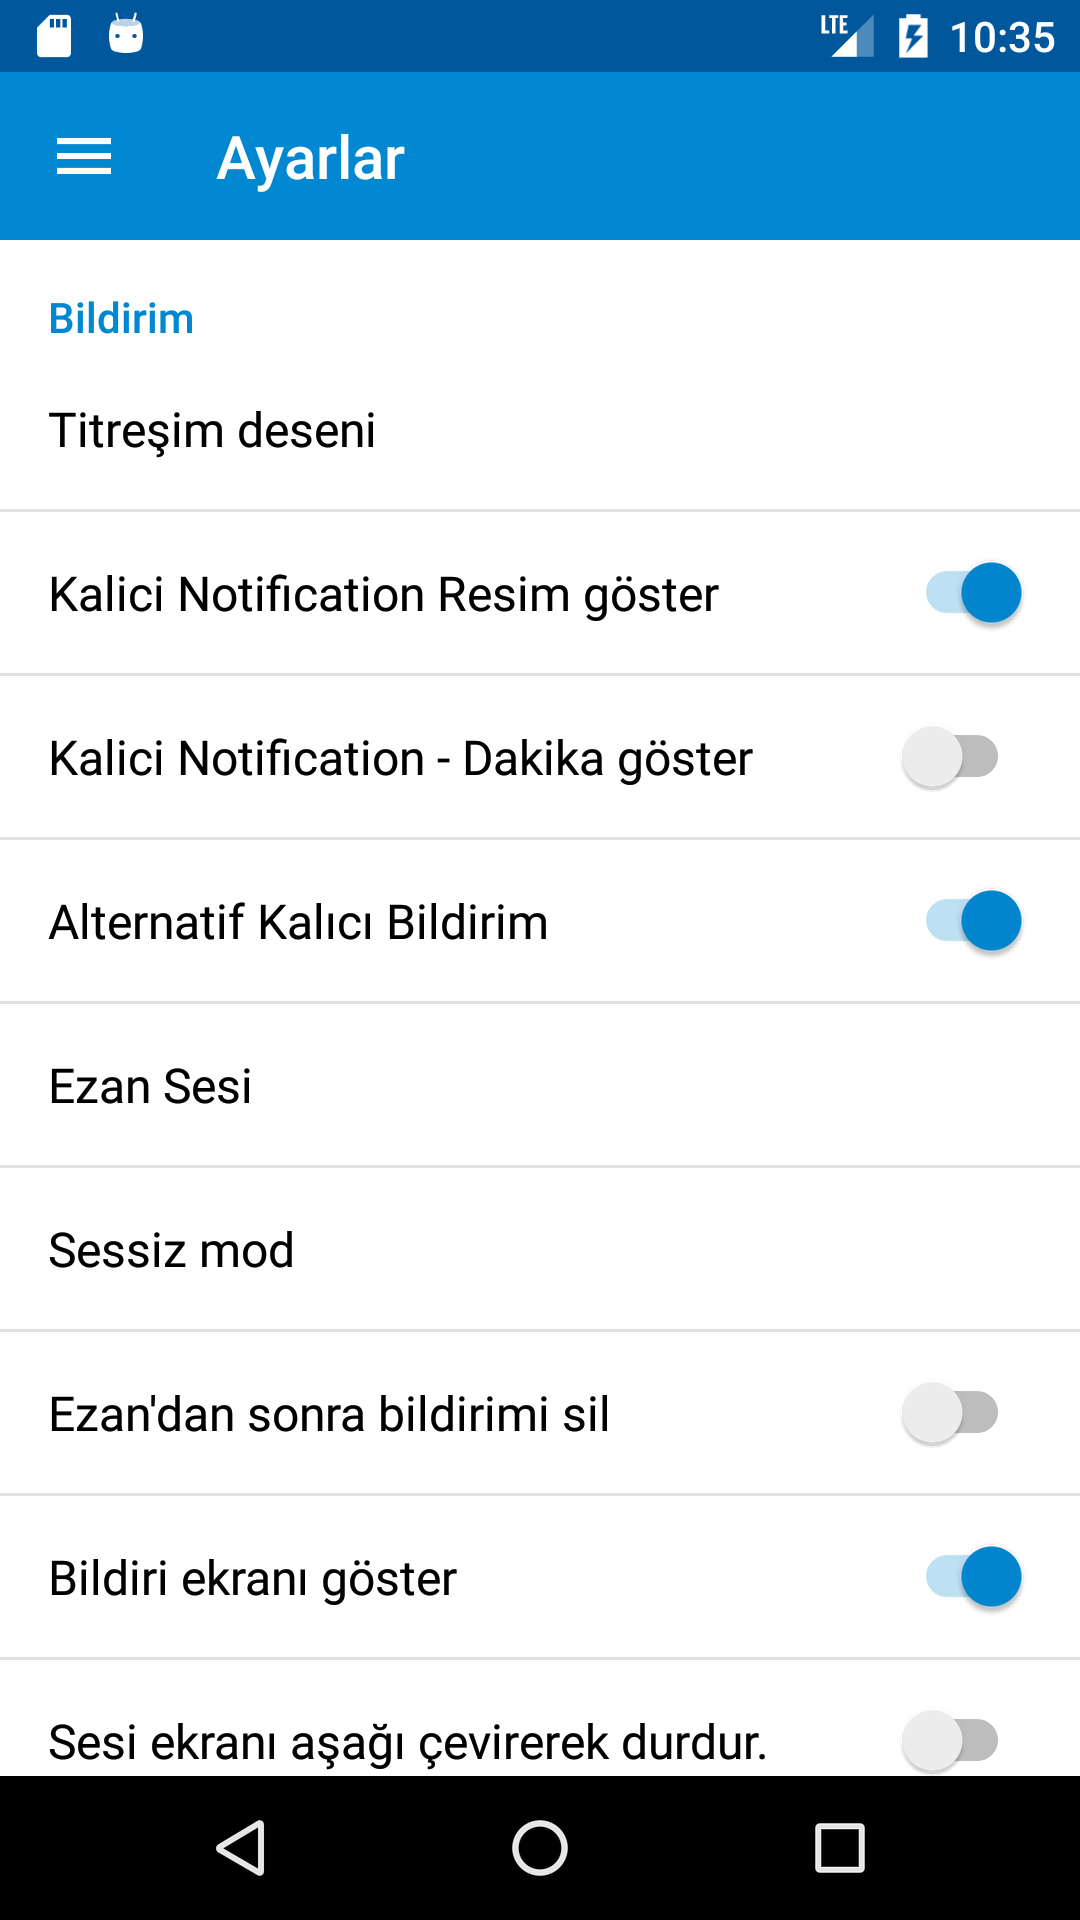 LTE 10:35
Ayarlar
Bildirim
Titreşim deseni
Kalici Notification Resim göster
Kalici Notification - Dakika göster
Alternatif Kalıcı Bildirim
Ezan Sesi
Sessiz mod
Ezan'dan sonra bildirimi sil
Bildiri ekranı göster
Sesi ekranı aşağı çevirerek durdur.